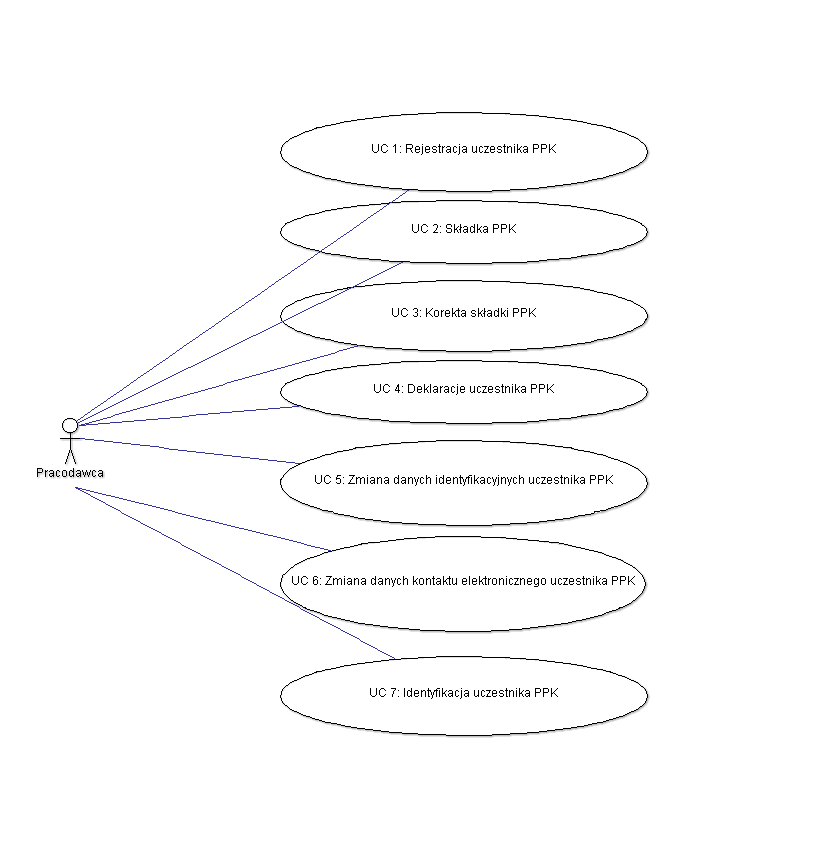 UC 1: Rejestracja uczestnika PPK
UC 2: Składka PPK
UC 3: Korekta składki PPK
UC 4: Deklaracje uczestnika PPK
Pracodawca
UC 5: Zmiana danych identyfikacyjnych uczestnika PPK
UC 6: Zmiana danych kontaktu elektronicznego uczestnika PPK
UC 7: Identyfikacja uczestnika PPK